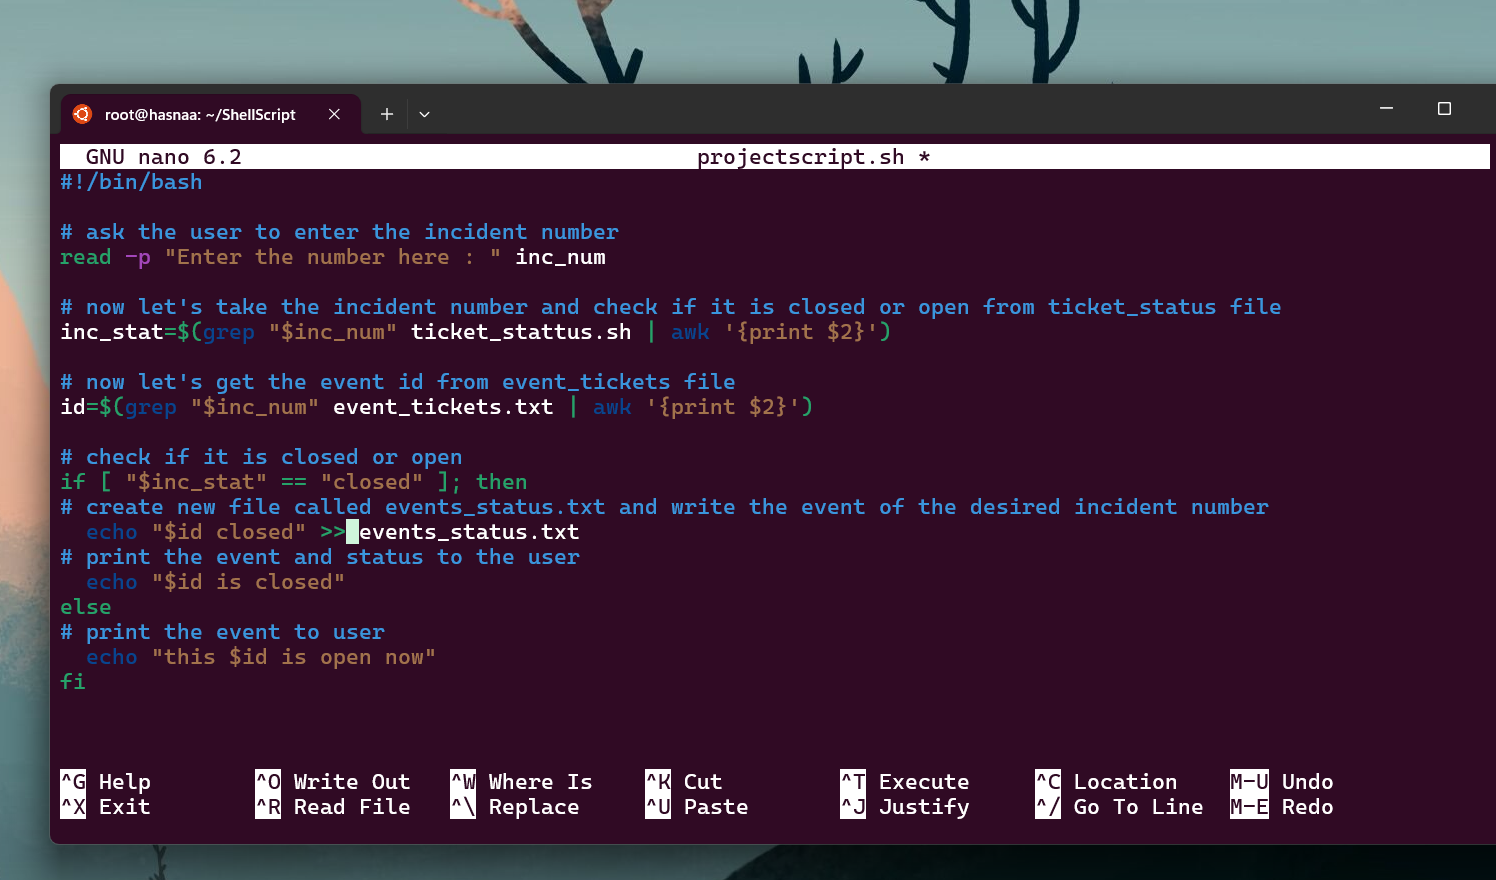 root@hasnaa: ~/ShellScript
GNU nano 6.2 projectscript.sh *
#!/bin/bash
# ask the user to enter the incident number
read -p "Enter the number here : " inc_num
# now let's take the incident number and check if it is closed or open from ticket_status file
inc_stat=$(grep "$inc_num" ticket_stattus.sh | awk '{print $2}')
# now let's get the event id from event_tickets file
id=$(grep "$inc_num" event_tickets.txt | awk '{print $2}')
# check if it is closed or open
if [ "$inc_stat" == "closed" ]; then
# create new file called events_status.txt and write the event of the desired incident number
  echo "$id closed" >> events_status.txt
# print the event and status to the user
  echo "$id is closed"
else
# print the event to user
  echo "this $id is open now"
fi
^G Help ^O Write Out ^W Where Is ^K Cut ^T Execute ^C Location M-U Undo
^X Exit ^R Read File ^\ Replace ^U Paste ^J Justify ^/ Go To Line M-E Redo